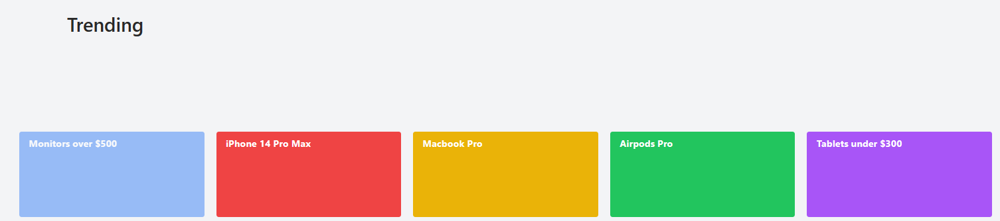 Trending
Monitors over $500
iPhone 14 Pro Max
Macbook Pro
Airpods Pro
Tablets under $300